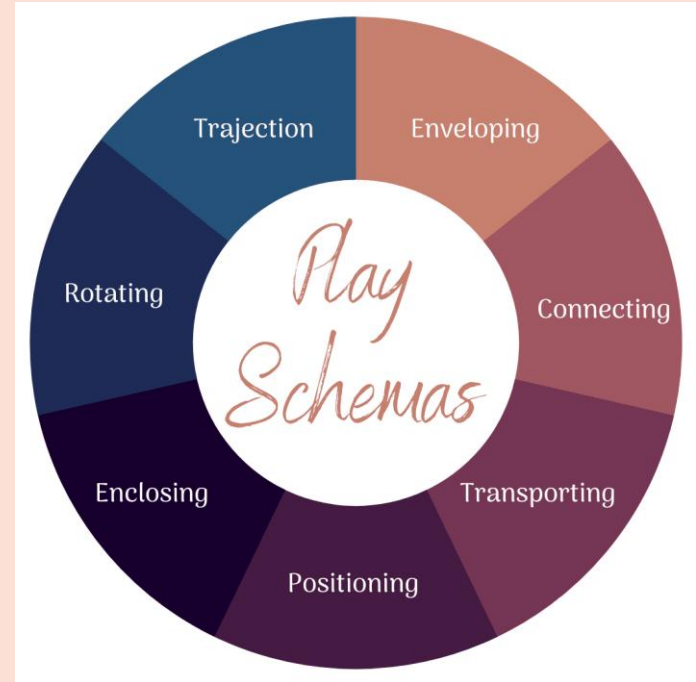 Play
Schemas
Enveloping
Connecting
Transporting
Positioning
Enclosing
Rotating
Trajection